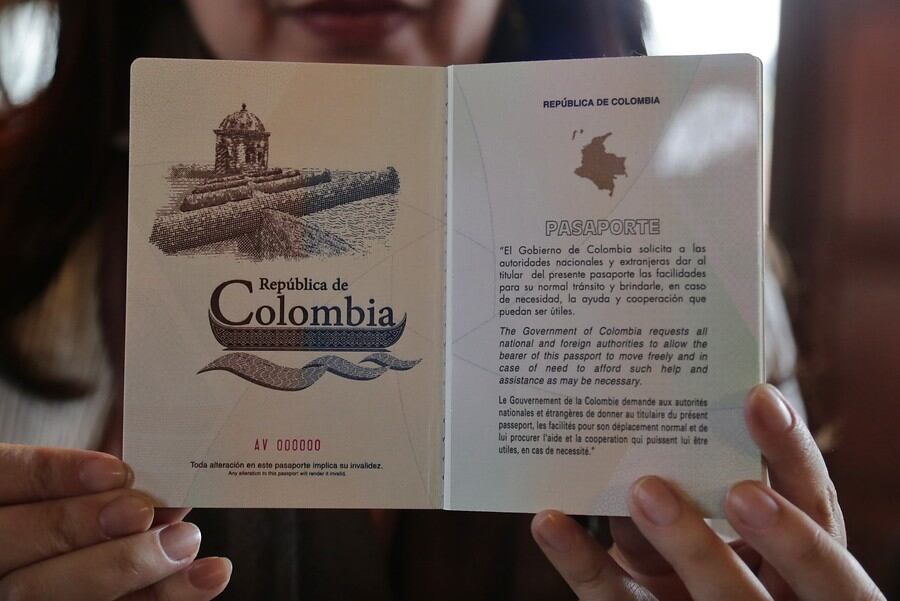 República de
Colombia
AV 000000
Toda alteración en este pasaporte implica su invalidez.
Any alteration to this passport will render it invalid.
REPÚBLICA DE COLOMBIA
PASAPORTE
“El Gobierno de Colombia solicita a las
autoridades nacionales y extranjeras dar al
titular del presente pasaporte las facilidades
para su normal tránsito y brindarle, en caso
de necesidad, la ayuda y cooperación que
puedan ser útiles.
The Government of Colombia requests all
national and foreign authorities to allow the
bearer of this passport to move freely and in
case of need to afford such help and
assistance as may be necessary.
Le Gouvernement de la Colombie demande aux autorités
nationales et étrangères de donner au titulaire du présent
passeport, les facilités pour son déplacement normal et de
lui procurer l'aide et la cooperation qui puissent lui être
utiles, en cas de necessité.”